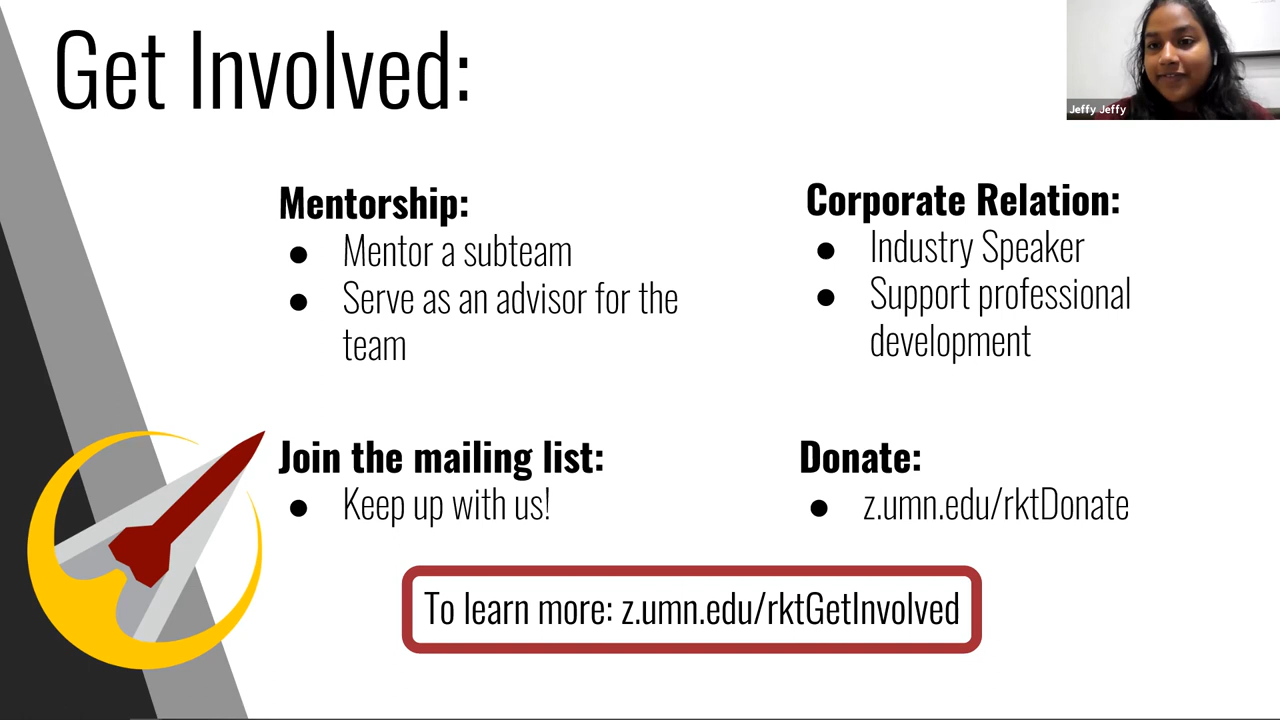 Get Involved:
Jeffy Jeffy
Mentorship:
● Mentor a subteam
● Serve as an advisor for the
team
Corporate Relation:
● Industry Speaker
● Support professional
development
Join the mailing list:
● Keep up with us!
Donate:
● z.umn.edu/rktDonate
To learn more: z.umn.edu/rktGetInvolved